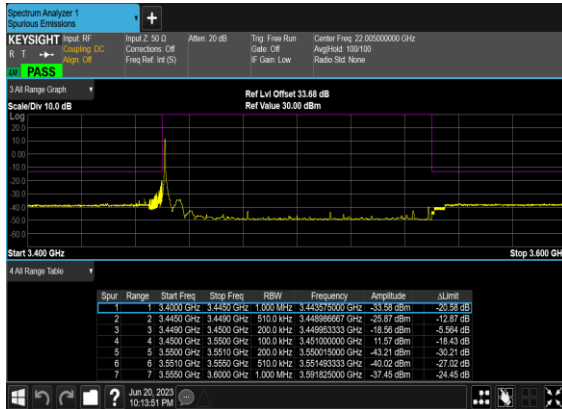 Spectrum Analyzer 1
Spurious Emissions
+
KEYSIGHT Input: RF Input Z: 50 Ω Atten: 20 dB Trig: Free Run Center Freq: 22.005000000 GHz
R T Coupling: DC Corrections: Off Gate: Off Avg|Hold: 100/100
Align: Off Freq Ref: Int (S) IF Gain: Low Radio Std: None
PASS
3 All Range Graph Ref Lvl Offset 33.68 dB
Scale/Div 10.0 dB Ref Value 30.00 dBm
Log
20.0
10.0
0.00
-10.0
-20.0
-30.0
-40.0
-50.0
-60.0
Start 3.400 GHz Stop 3.600 GHz
4 All Range Table
Spur Range Start Freq Stop Freq RBW Frequency Amplitude ΔLimit
1 1 3.4000 GHz 3.4450 GHz 1.000 MHz 3.443575000 GHz -33.58 dBm -20.58 dB
2 2 3.4450 GHz 3.4490 GHz 510.0 kHz 3.448986667 GHz -25.87 dBm -12.87 dB
3 3 3.4490 GHz 3.4500 GHz 200.0 kHz 3.449953333 GHz -18.56 dBm -5.564 dB
4 4 3.4500 GHz 3.5500 GHz 100.0 kHz 3.451000000 GHz 11.57 dBm -18.43 dB
5 5 3.5500 GHz 3.5510 GHz 200.0 kHz 3.550015000 GHz -43.21 dBm -30.21 dB
6 6 3.5510 GHz 3.5550 GHz 510.0 kHz 3.551493333 GHz -40.02 dBm -27.02 dB
7 7 3.5550 GHz 3.6000 GHz 1.000 MHz 3.591825000 GHz -37.45 dBm -24.45 dB
? Jun 20, 2023
10:13:51 PM